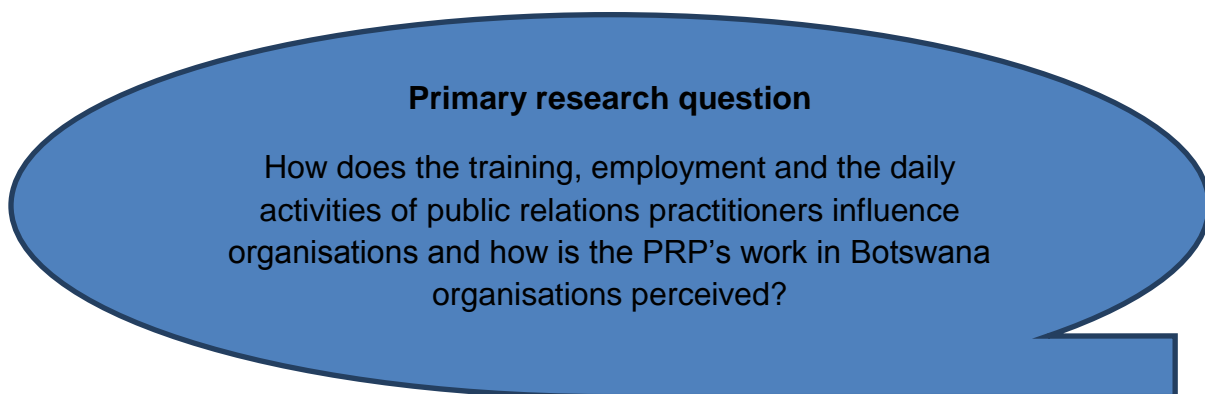 Primary research question
How does the training, employment and the daily
activities of public relations practitioners influence
organisations and how is the PRP’s work in Botswana
organisations perceived?